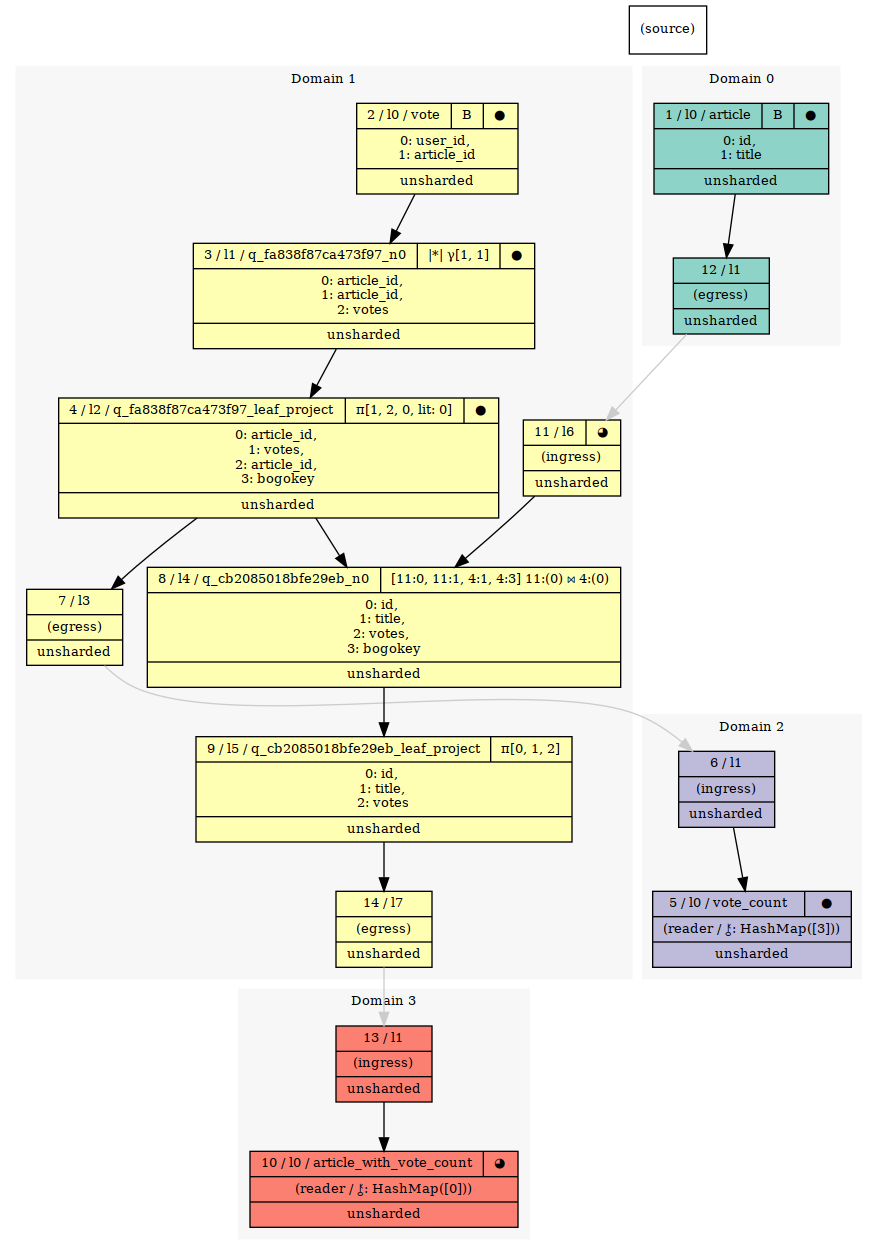 (source)
Domain 1
Domain 0
2 / l0 / vote B ●
0: user_id,
1: article_id
unsharded
1 / l0 / article B ●
0: id,
1: title
unsharded
3 / l1 / q_fa838f87ca473f97_n0 |*| γ[1, 1] ●
0: article_id,
1: article_id,
2: votes
unsharded
12 / l1
(egress)
unsharded
4 / l2 / q_fa838f87ca473f97_leaf_project π[1, 2, 0, lit: 0] ●
0: article_id,
1: votes,
2: article_id,
3: bogokey
unsharded
11 / l6 ◕
(ingress)
unsharded
7 / l3
(egress)
unsharded
8 / l4 / q_cb2085018bfe29eb_n0 [11:0, 11:1, 4:1, 4:3] 11:(0) ⋈ 4:(0)
0: id,
1: title,
2: votes,
3: bogokey
unsharded
9 / l5 / q_cb2085018bfe29eb_leaf_project π[0, 1, 2]
0: id,
1: title,
2: votes
unsharded
Domain 2
6 / l1
(ingress)
unsharded
14 / l7
(egress)
unsharded
5 / l0 / vote_count ●
(reader / ⚷: HashMap([3]))
unsharded
Domain 3
13 / l1
(ingress)
unsharded
10 / l0 / article_with_vote_count ◕
(reader / ⚷: HashMap([0]))
unsharded